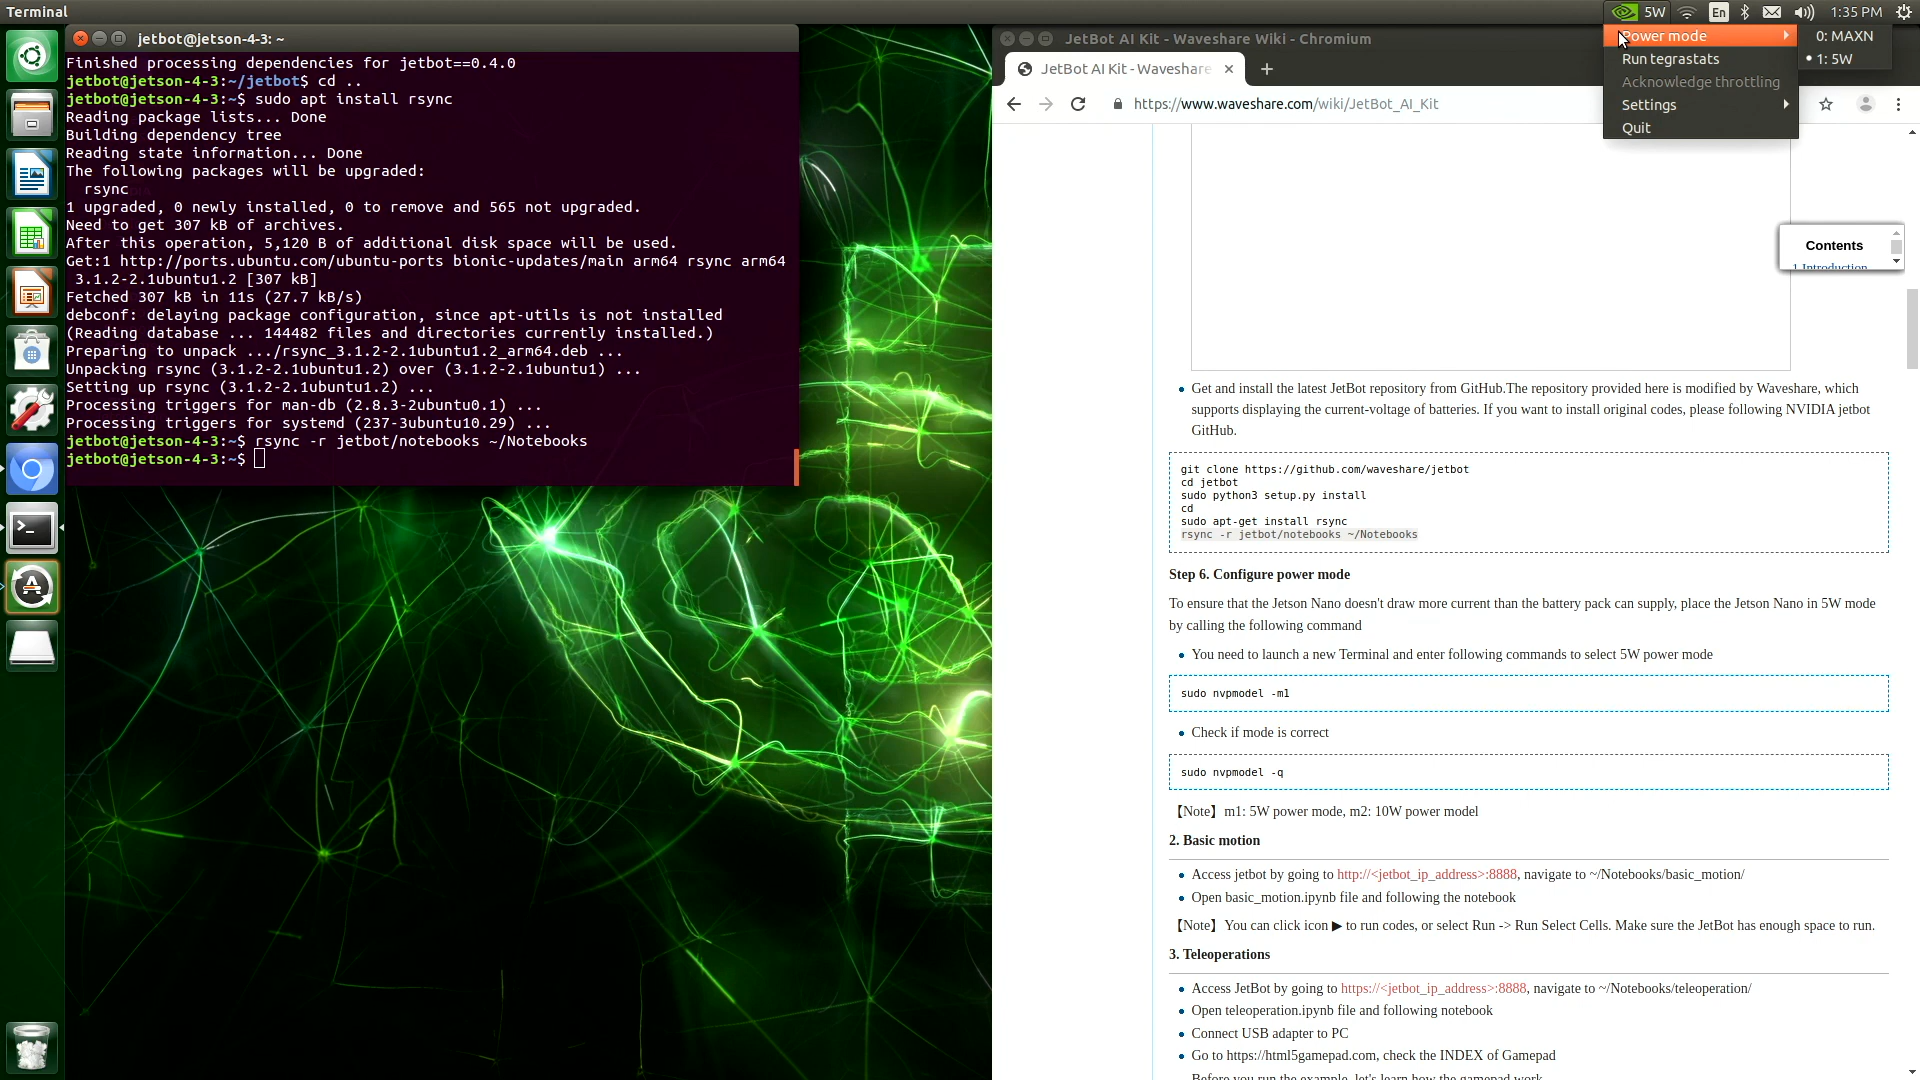 Terminal
5W
En
1:35 PM
jetbot@jetson-4-3: ~
Finished processing dependencies for jetbot==0.4.0
jetbot@jetson-4-3:~/jetbot$ cd ..
jetbot@jetson-4-3:~$ sudo apt install rsync
Reading package lists... Done
Building dependency tree
Reading state information... Done
The following packages will be upgraded:
rsync
1 upgraded, 0 newly installed, 0 to remove and 565 not upgraded.
Need to get 307 kB of archives.
After this operation, 5,120 B of additional disk space will be used.
Get:1 http://ports.ubuntu.com/ubuntu-ports bionic-updates/main arm64 rsync arm64
3.1.2-2.1ubuntu1.2 [307 kB]
Fetched 307 kB in 11s (27.7 kB/s)
debconf: delaying package configuration, since apt-utils is not installed
(Reading database ... 144482 files and directories currently installed.)
Preparing to unpack .../rsync_3.1.2-2.1ubuntu1.2_arm64.deb ...
Unpacking rsync (3.1.2-2.1ubuntu1.2) over (3.1.2-2.1ubuntu1) ...
Setting up rsync (3.1.2-2.1ubuntu1.2) ...
Processing triggers for man-db (2.8.3-2ubuntu0.1) ...
Processing triggers for systemd (237-3ubuntu10.29) ...
jetbot@jetson-4-3:~$ rsync -r jetbot/notebooks ~/Notebooks
jetbot@jetson-4-3:~$
JetBot AI Kit - Waveshare Wiki - Chromium
JetBot AI Kit - Waveshare
https://www.waveshare.com/wiki/JetBot_AI_Kit
Power mode
Run tegrastats
Acknowledge throttling
Settings
Quit
0: MAXN
1: 5W
Contents
1 Introduction
Get and install the latest JetBot repository from GitHub.The repository provided here is modified by Waveshare, which
supports displaying the current-voltage of batteries. If you want to install original codes, please following NVIDIA jetbot
GitHub.
git clone https://github.com/waveshare/jetbot
cd jetbot
sudo python3 setup.py install
cd
sudo apt-get install rsync
rsync -r jetbot/notebooks ~/Notebooks
Step 6. Configure power mode
To ensure that the Jetson Nano doesn't draw more current than the battery pack can supply, place the Jetson Nano in 5W mode
by calling the following command
You need to launch a new Terminal and enter following commands to select 5W power mode
sudo nvpmodel -m1
Check if mode is correct
sudo nvpmodel -q
【Note】m1: 5W power mode, m2: 10W power model
2. Basic motion
Access jetbot by going to http://<jetbot_ip_address>:8888, navigate to ~/Notebooks/basic_motion/
Open basic_motion.ipynb file and following the notebook
【Note】You can click icon ▶ to run codes, or select Run -> Run Select Cells. Make sure the JetBot has enough space to run.
3. Teleoperations
Access JetBot by going to https://<jetbot_ip_address>:8888, navigate to ~/Notebooks/teleoperation/
Open teleoperation.ipynb file and following notebook
Connect USB adapter to PC
Go to https://html5gamepad.com, check the INDEX of Gamepad
Before you run the example, let's learn how the gamepad work